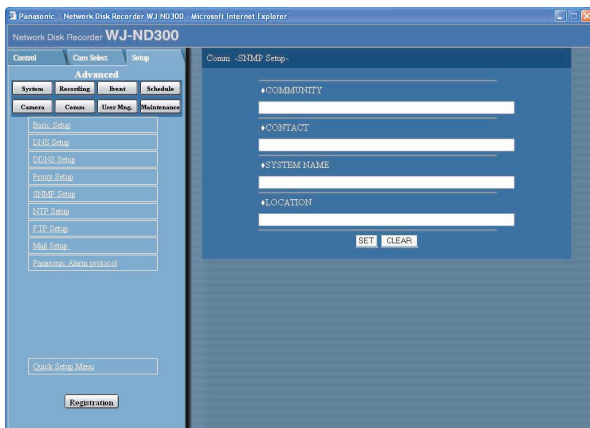 Panasonic | Network Disk Recorder WJ-ND300 - Microsoft Internet Explorer
Network Disk Recorder WJ-ND300
Control Cam Select Setup
Advanced
System Recording Event Schedule
Camera Comm User Mng. Maintenance
Basic Setup
DNS Setup
DDNS Setup
Proxy Setup
SNMP Setup
NTP Setup
FTP Setup
Mail Setup
Panasonic Alarm protocol
Quick Setup Menu
Registration
Comm -SNMP Setup-
♦COMMUNITY
♦CONTACT
♦SYSTEM NAME
♦LOCATION
SET CLEAR